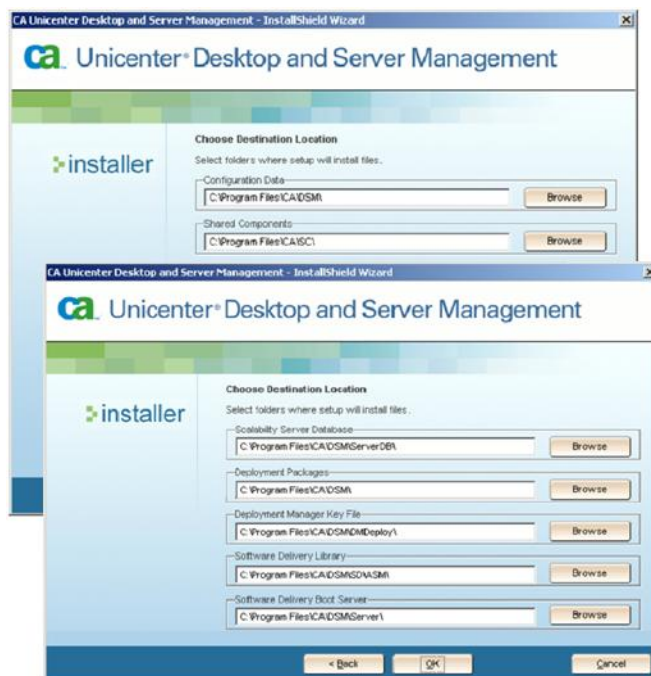 CA Unicenter Desktop and Server Management - InstallShield Wizard
ca Unicenter® Desktop and Server Management
installer
Choose Destination Location
Select folders where setup will install files.
Configuration Data
C:\Program Files\CA\DSM\
Browse
Shared Components
C:\Program Files\CA\SC\
Browse
CA Unicenter Desktop and Server Management - InstallShield Wizard
ca Unicenter® Desktop and Server Management
installer
Choose Destination Location
Select folders where setup will install files.
Scalability Server Database
C:\Program Files\CA\DSM\ServerDB\
Browse
Deployment Packages
C:\Program Files\CA\DSM\
Browse
Deployment Manager Key File
C:\Program Files\CA\DSM\DMDeploy\
Browse
Software Delivery Library
C:\Program Files\CA\DSM\SD\ASM\
Browse
Software Delivery Boot Server
C:\Program Files\CA\DSM\Server\
Browse
< Back
OK
Cancel